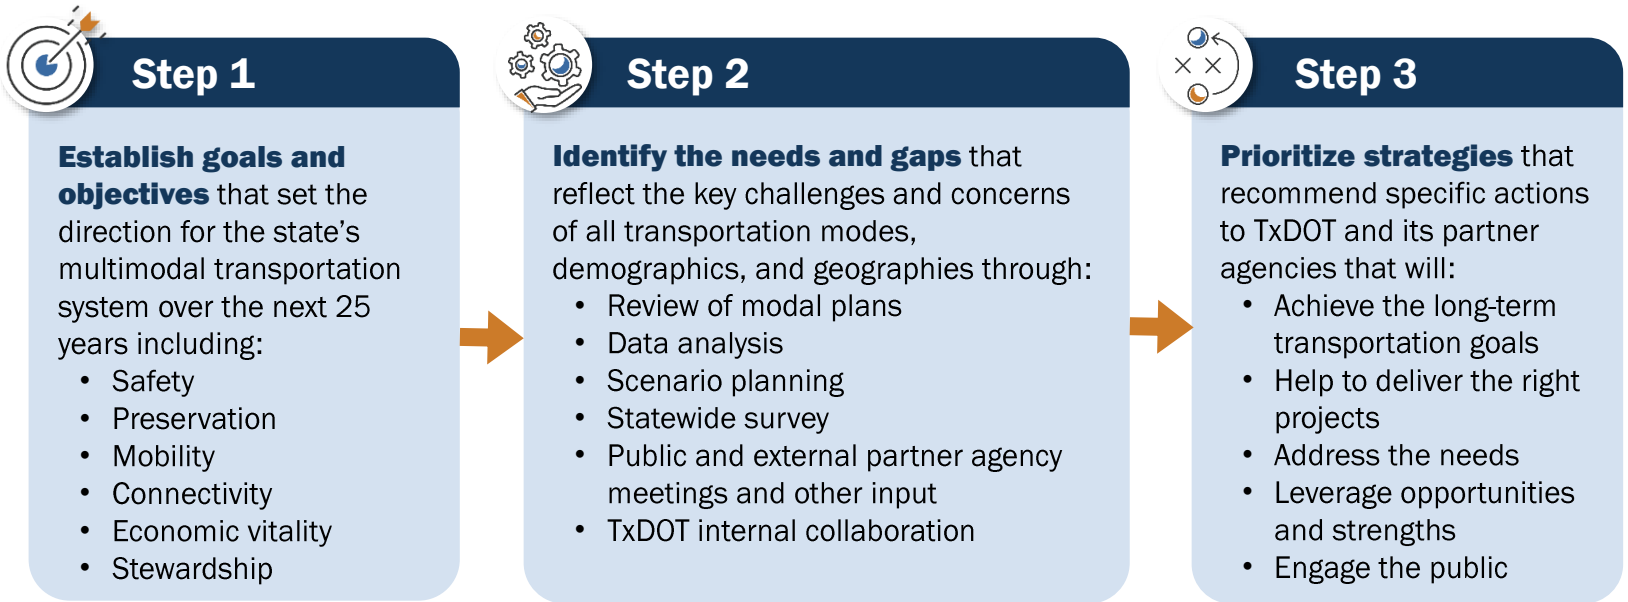 Step 1
Establish goals and
objectives that set the
direction for the state’s
multimodal transportation
system over the next 25
years including:
• Safety
• Preservation
• Mobility
• Connectivity
• Economic vitality
• Stewardship
Step 2
Identify the needs and gaps that
reflect the key challenges and concerns
of all transportation modes,
demographics, and geographies through:
• Review of modal plans
• Data analysis
• Scenario planning
• Statewide survey
• Public and external partner agency
meetings and other input
• TxDOT internal collaboration
Step 3
Prioritize strategies that
recommend specific actions
to TxDOT and its partner
agencies that will:
• Achieve the long-term
transportation goals
• Help to deliver the right
projects
• Address the needs
• Leverage opportunities
and strengths
• Engage the public